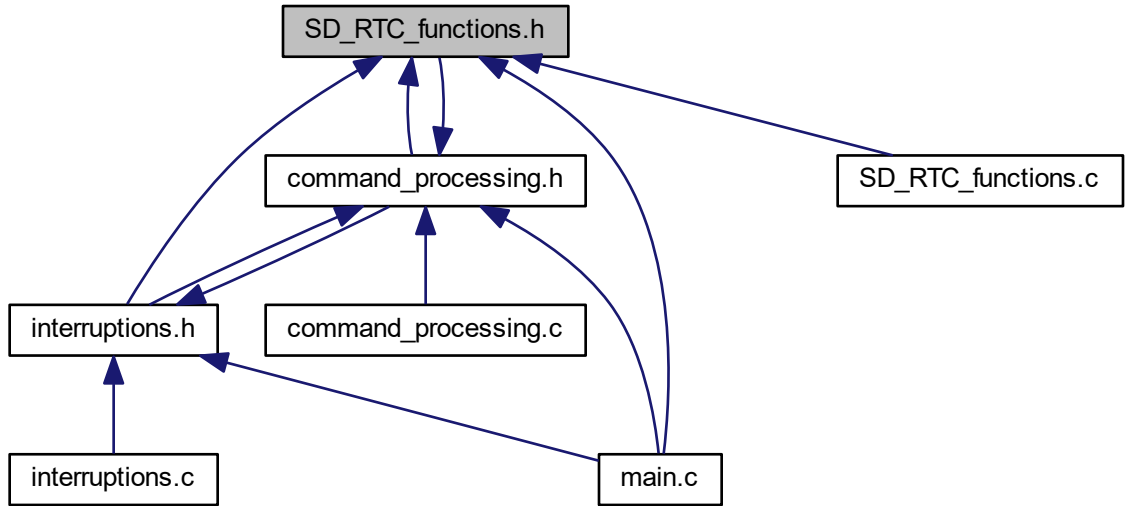 SD_RTC_functions.h
command_processing.h
SD_RTC_functions.c
interruptions.h
command_processing.c
interruptions.c
main.c